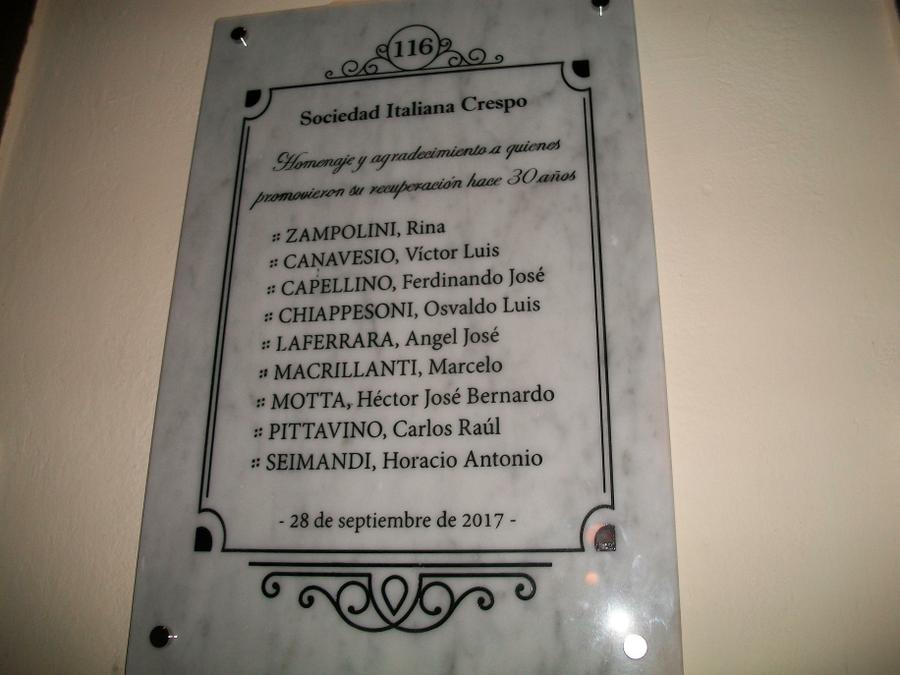 116
Sociedad Italiana Crespo
Homenaje y agradecimiento a quienes
promovieron su recuperación hace 30 años
:: ZAMPOLINI, Rina
:: CANAVESIO, Víctor Luis
:: CAPELLINO, Ferdinando José
:: CHIAPPESONI, Osvaldo Luis
:: LAFERRARA, Angel José
:: MACRILLANTI, Marcelo
:: MOTTA, Héctor José Bernardo
:: PITTAVINO, Carlos Raúl
:: SEIMANDI, Horacio Antonio
- 28 de septiembre de 2017 -